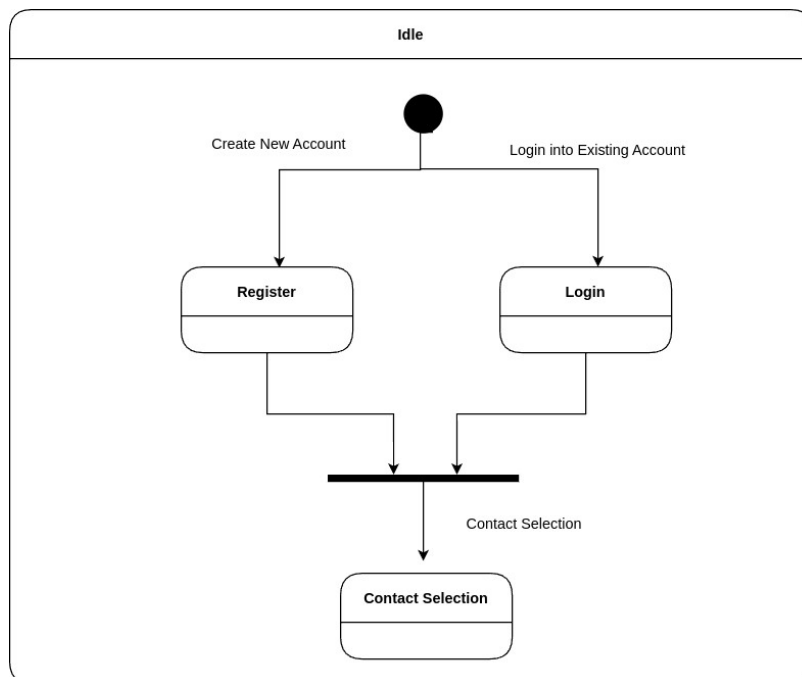 Idle
Create New Account
Login into Existing Account
Register
Login
Contact Selection
Contact Selection